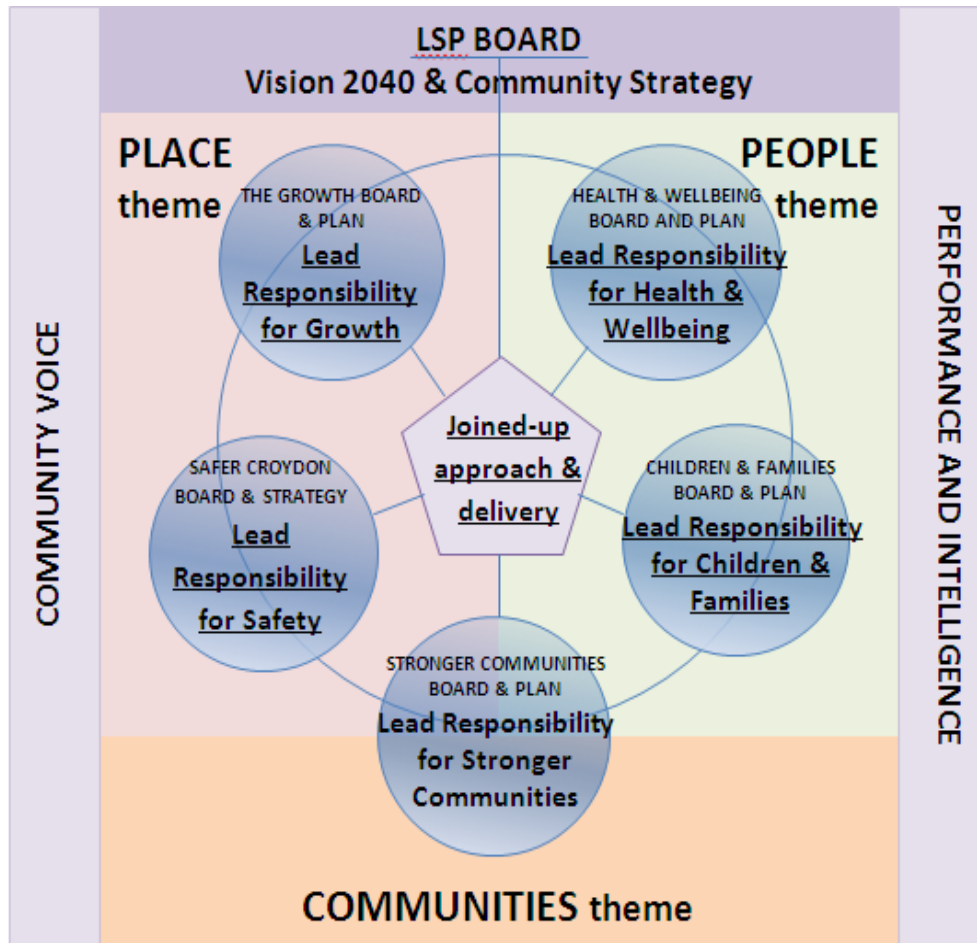 LSP BOARD
Vision 2040 & Community Strategy
PLACE
theme
PEOPLE
theme
THE GROWTH BOARD
& PLAN
Lead
Responsibility
for Growth
HEALTH & WELLBEING
BOARD AND PLAN
Lead Responsibility
for Health &
Wellbeing
COMMUNITY VOICE
PERFORMANCE AND INTELLIGENCE
Joined-up
approach &
delivery
SAFER CROYDON
BOARD & STRATEGY
Lead
Responsibility
for Safety
CHILDREN & FAMILIES
BOARD & PLAN
Lead Responsibility
for Children &
Families
STRONGER COMMUNITIES
BOARD & PLAN
Lead Responsibility
for Stronger
Communities
COMMUNITIES theme